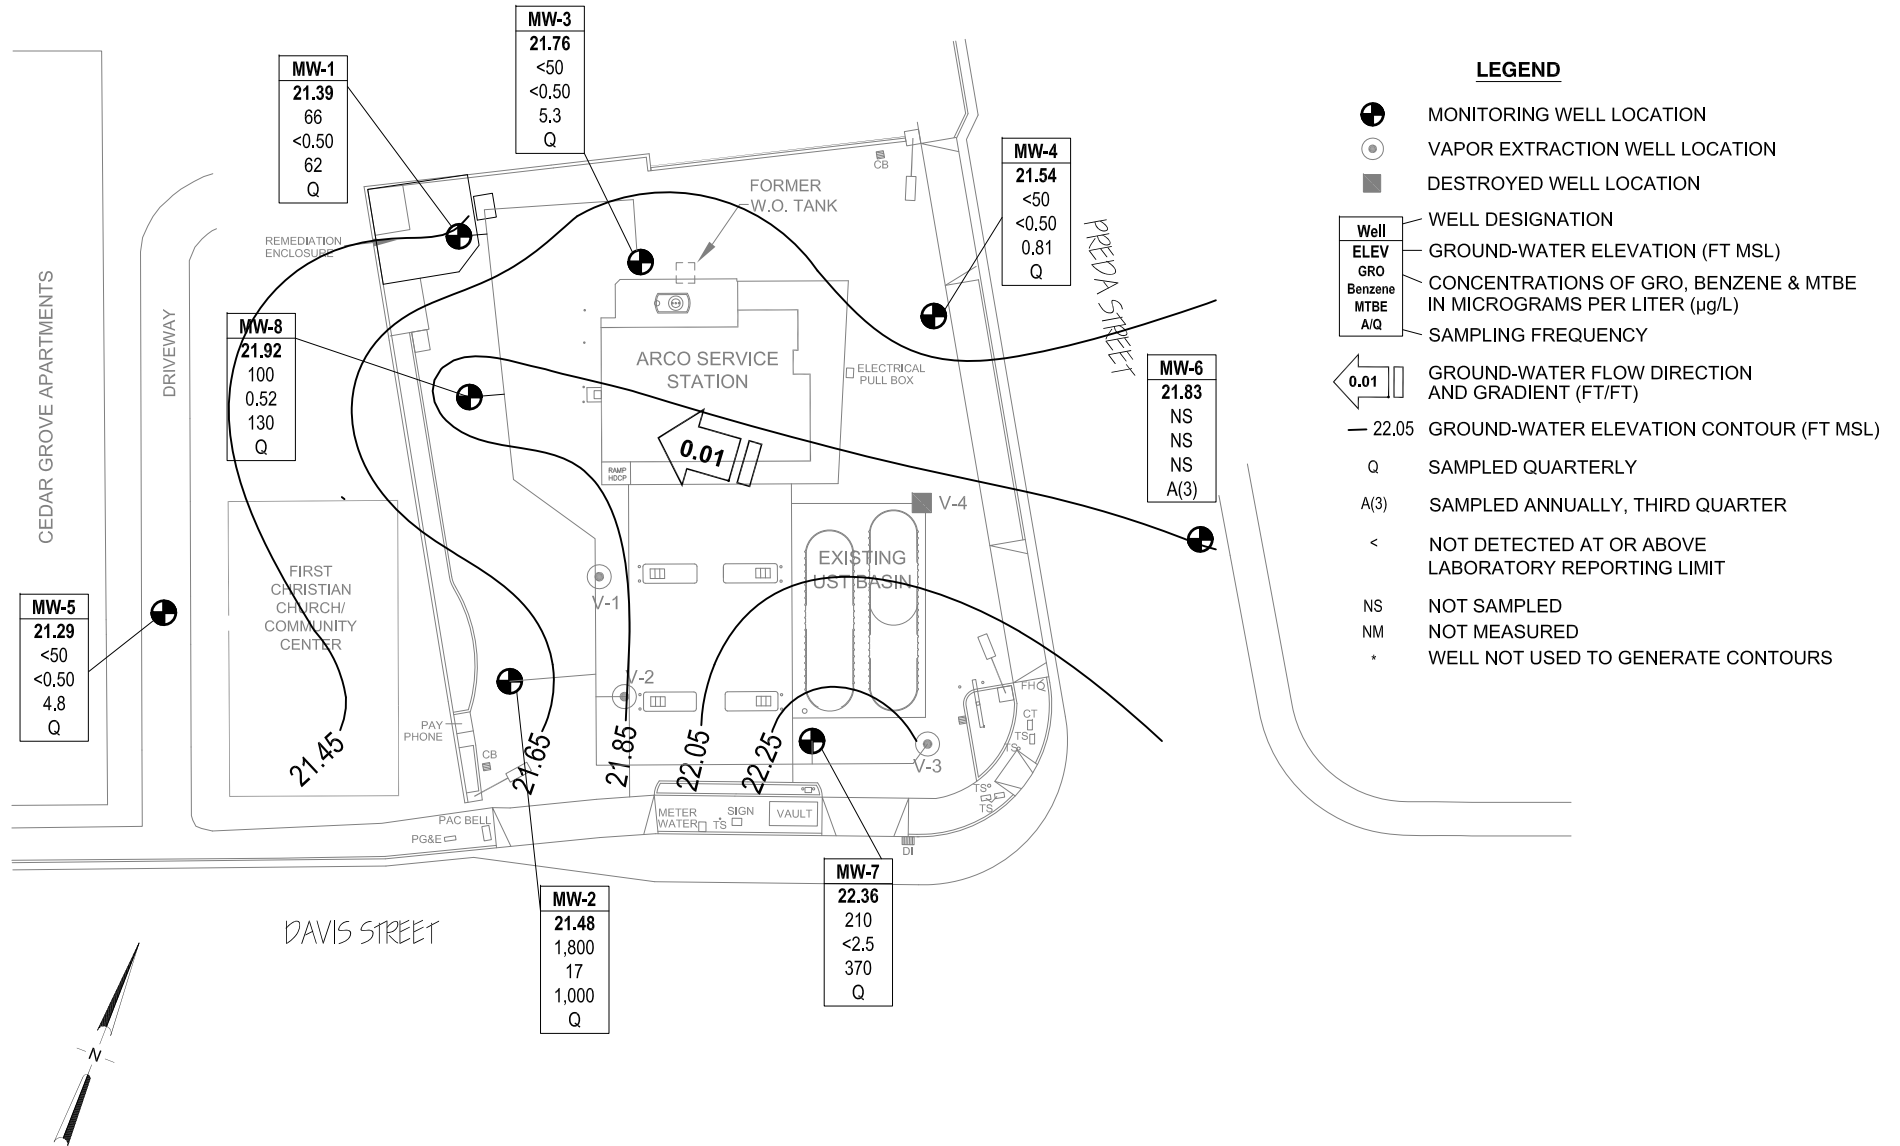 MW-3
21.76
<50
<0.50
5.3
Q
MW-1
21.39
66
<0.50
62
Q
MW-4
21.54
<50
<0.50
0.81
Q
MW-8
21.92
100
0.52
130
Q
MW-6
21.83
NS
NS
NS
A(3)
MW-5
21.29
<50
<0.50
4.8
Q
MW-2
21.48
1,800
17
1,000
Q
MW-7
22.36
210
<2.5
370
Q
CEDAR GROVE APARTMENTS
DRIVEWAY
REMEDIATION
ENCLOSURE
FORMER
W.O. TANK
CB
PREDA STREET
ARCO SERVICE
STATION
ELECTRICAL
PULL BOX
0.01
RAMP
HDCP
V-4
EXISTING
UST BASIN
V-1
V-2
V-3
FIRST
CHRISTIAN
CHURCH/
COMMUNITY
CENTER
PAY
PHONE
CB
21.45
21.65
21.85
22.05
22.25
FH
CT
TS
TS
TS
TS
METER
WATER
TS
SIGN
VAULT
PAC BELL
PG&E
DI
DAVIS STREET
N
LEGEND
MONITORING WELL LOCATION
VAPOR EXTRACTION WELL LOCATION
DESTROYED WELL LOCATION
Well
ELEV
GRO
Benzene
MTBE
A/Q
WELL DESIGNATION
GROUND-WATER ELEVATION (FT MSL)
CONCENTRATIONS OF GRO, BENZENE & MTBE
IN MICROGRAMS PER LITER (µg/L)
SAMPLING FREQUENCY
0.01 GROUND-WATER FLOW DIRECTION
AND GRADIENT (FT/FT)
22.05 GROUND-WATER ELEVATION CONTOUR (FT MSL)
Q SAMPLED QUARTERLY
A(3) SAMPLED ANNUALLY, THIRD QUARTER
< NOT DETECTED AT OR ABOVE
LABORATORY REPORTING LIMIT
NS NOT SAMPLED
NM NOT MEASURED
* WELL NOT USED TO GENERATE CONTOURS